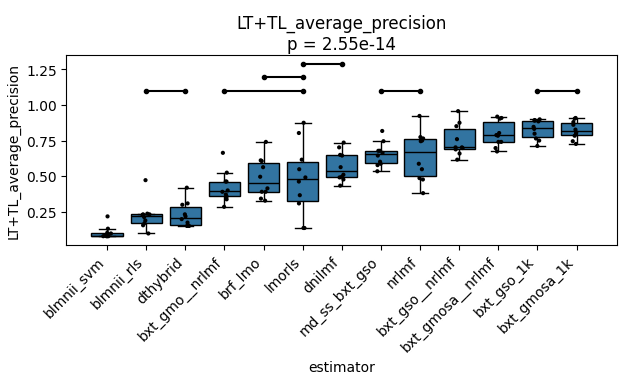 LT+TL_average_precision
p = 2.55e-14
LT+TL_average_precision
1.25
1.00
0.75
0.50
0.25
blmnii_svm
blmnii_rls
dthybrid
bxt_gmo__nrlmf
brf_lmo
lmorls
dnilmf
md_ss_bxt_gso
nrlmf
bxt_gso__nrlmf
bxt_gmosa__nrlmf
bxt_gso_1k
bxt_gmosa_1k
estimator